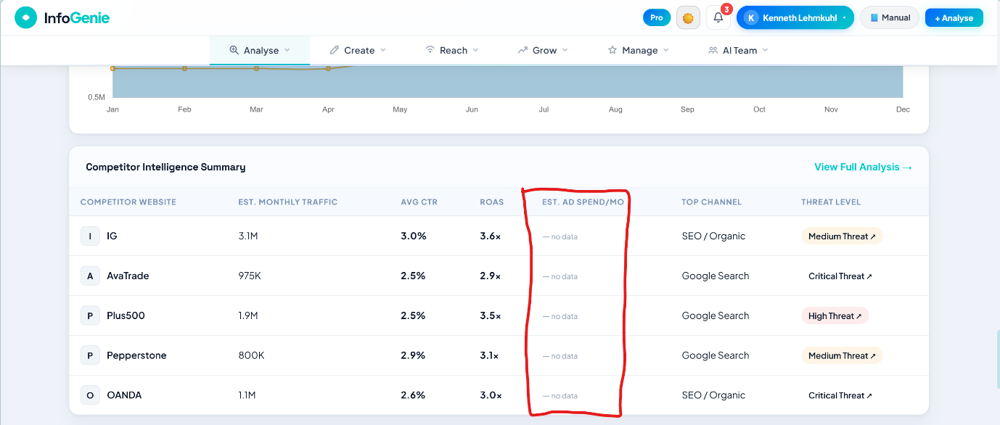 InfoGenie
Pro
3
K Kenneth Lehmkuhl
Manual
+ Analyse
Analyse
Create
Reach
Grow
Manage
AI Team
0.5M
Jan Feb Mar Apr May Jun Jul Aug Sep Oct Nov Dec
Competitor Intelligence Summary
View Full Analysis →
COMPETITOR WEBSITE EST. MONTHLY TRAFFIC AVG CTR ROAS EST. AD SPEND/MO TOP CHANNEL THREAT LEVEL
I IG 3.1M 3.0% 3.6× — no data SEO / Organic Medium Threat ↗
A AvaTrade 975K 2.5% 2.9× — no data Google Search Critical Threat ↗
P Plus500 1.9M 2.5% 3.5× — no data Google Search High Threat ↗
P Pepperstone 800K 2.9% 3.1× — no data Google Search Medium Threat ↗
O OANDA 1.1M 2.6% 3.0× — no data SEO / Organic Critical Threat ↗